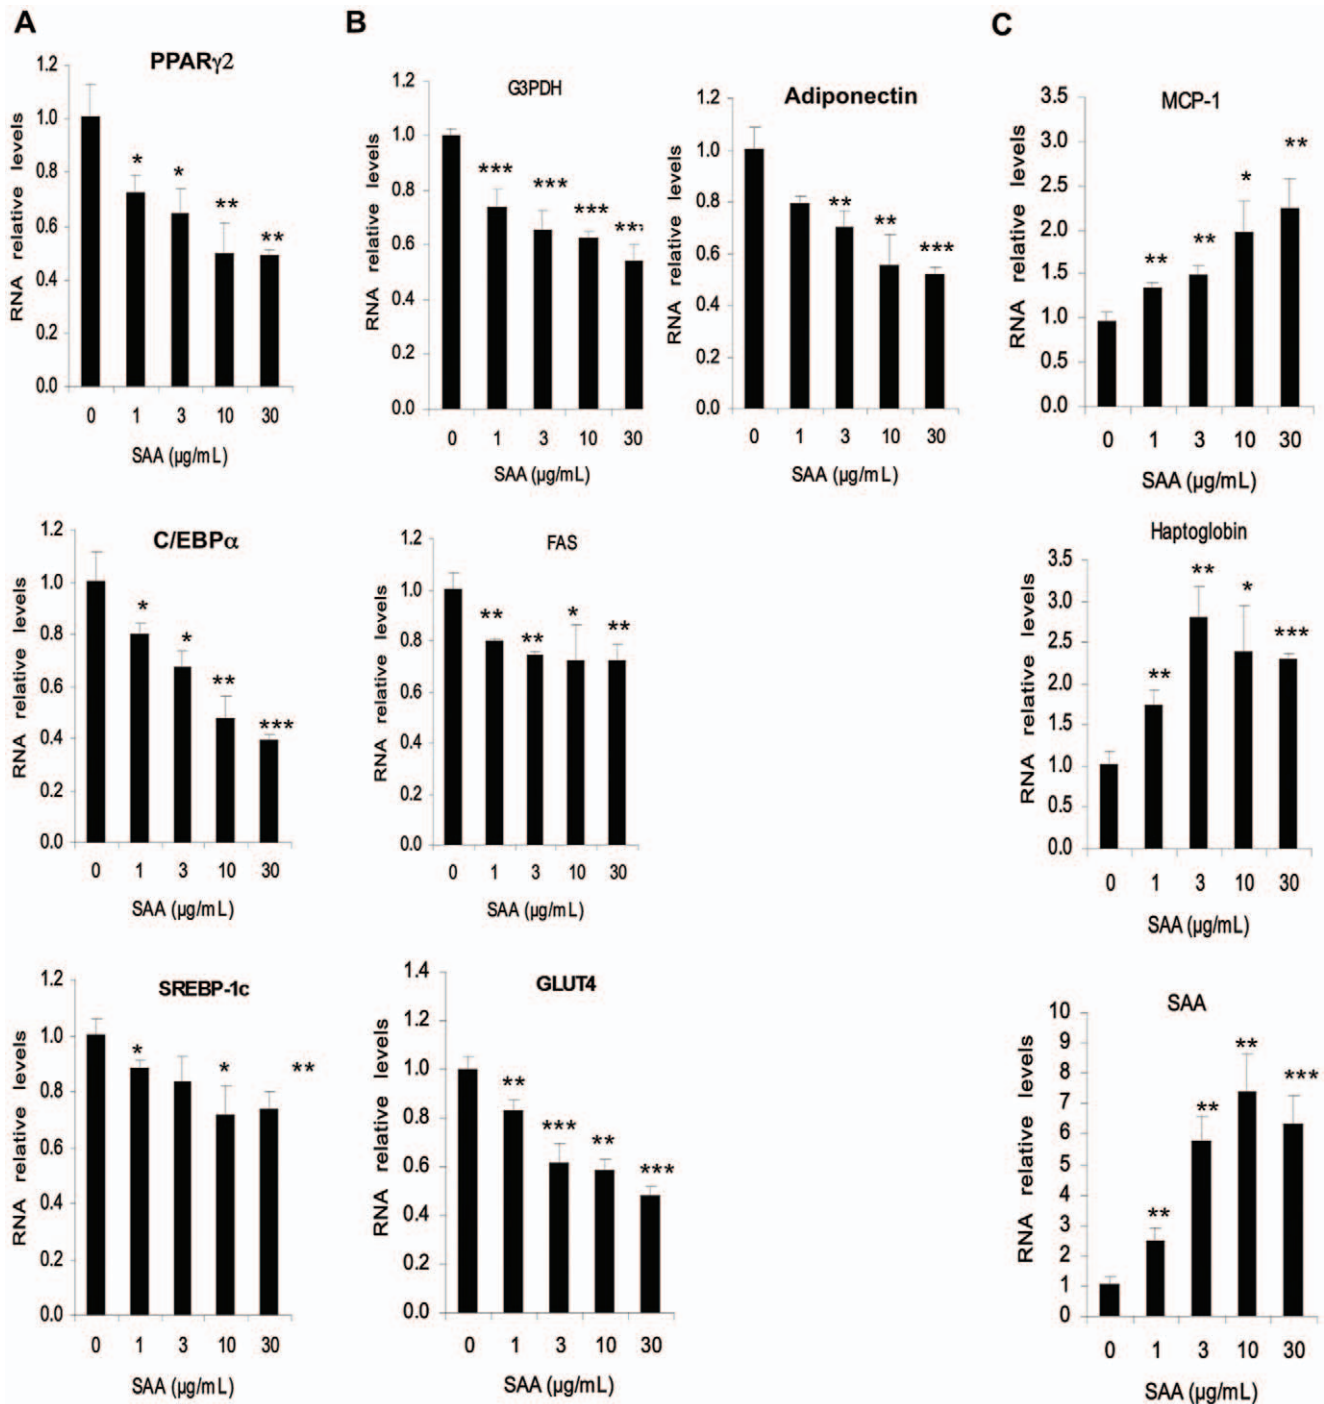 A
B
C
PPARγ2
1.2
1.0
0.8
0.6
0.4
0.2
0.0
RNA relative levels
*
*
**
**
0 1 3 10 30
SAA (µg/mL)
G3PDH
1.2
1.0
0.8
0.6
0.4
0.2
0.0
RNA relative levels
***
***
***
***
0 1 3 10 30
SAA (µg/mL)
Adiponectin
1.2
1.0
0.8
0.6
0.4
0.2
0.0
RNA relative levels
**
**
***
0 1 3 10 30
SAA (µg/mL)
MCP-1
3.5
3.0
2.5
2.0
1.5
1.0
0.5
0.0
RNA relative levels
**
**
*
**
0 1 3 10 30
SAA (µg/mL)
C/EBPα
1.2
1.0
0.8
0.6
0.4
0.2
0.0
RNA relative levels
*
*
**
***
0 1 3 10 30
SAA (µg/mL)
FAS
1.2
1.0
0.8
0.6
0.4
0.2
0.0
RNA relative levels
**
**
*
**
0 1 3 10 30
SAA (µg/mL)
Haptoglobin
3.5
3.0
2.5
2.0
1.5
1.0
0.5
0.0
RNA relative levels
**
**
*
***
0 1 3 10 30
SAA (µg/mL)
SREBP-1c
1.2
1.0
0.8
0.6
0.4
0.2
0.0
RNA relative levels
*
*
**
0 1 3 10 30
SAA (µg/mL)
GLUT4
1.4
1.2
1.0
0.8
0.6
0.4
0.2
0.0
RNA relative levels
**
***
**
***
0 1 3 10 30
SAA (µg/mL)
SAA
10
9
8
7
6
5
4
3
2
1
0
RNA relative levels
**
**
**
***
0 1 3 10 30
SAA (µg/mL)